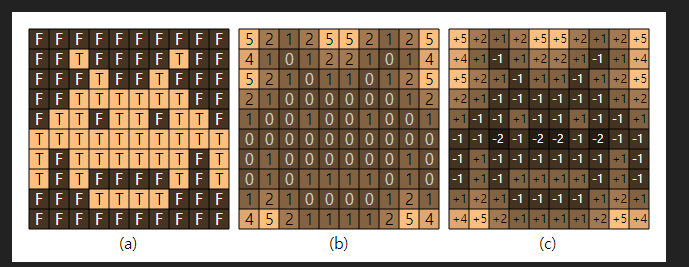 F F F F F F F F F F
F F T F F F F T F F
F F F T F F T F F F
F F T T T T T T F F
F T T F T T F T T F
T T T T T T T T T T
T F T T T T T T F T
T F T F F F F T F T
F F F T T T T F F F
F F F F F F F F F F
(a)
5 2 1 2 5 5 2 1 2 5
4 1 0 1 2 2 1 0 1 4
5 2 1 0 1 1 0 1 2 5
2 1 0 0 0 0 0 0 1 2
1 0 0 1 0 0 1 0 0 1
0 0 0 0 0 0 0 0 0 0
0 1 0 0 0 0 0 0 1 0
0 1 0 1 1 1 1 0 1 0
1 2 1 0 0 0 0 1 2 1
4 5 2 1 1 1 1 2 5 4
(b)
+5 +2 +1 +2 +5 +5 +2 +1 +2 +5
+4 +1 -1 +1 +2 +2 +1 -1 +1 +4
+5 +2 +1 -1 +1 +1 -1 +1 +2 +5
+2 +1 -1 -1 -1 -1 -1 -1 +1 +2
+1 -1 -1 +1 -1 -1 +1 -1 -1 +1
-1 -1 -2 -1 -2 -2 -1 -2 -1 -1
-1 +1 -1 -1 -1 -1 -1 -1 +1 -1
-1 +1 -1 +1 +1 +1 +1 -1 +1 -1
+1 +2 +1 -1 -1 -1 -1 +1 +2 +1
+4 +5 +2 +1 +1 +1 +1 +2 +5 +4
(c)